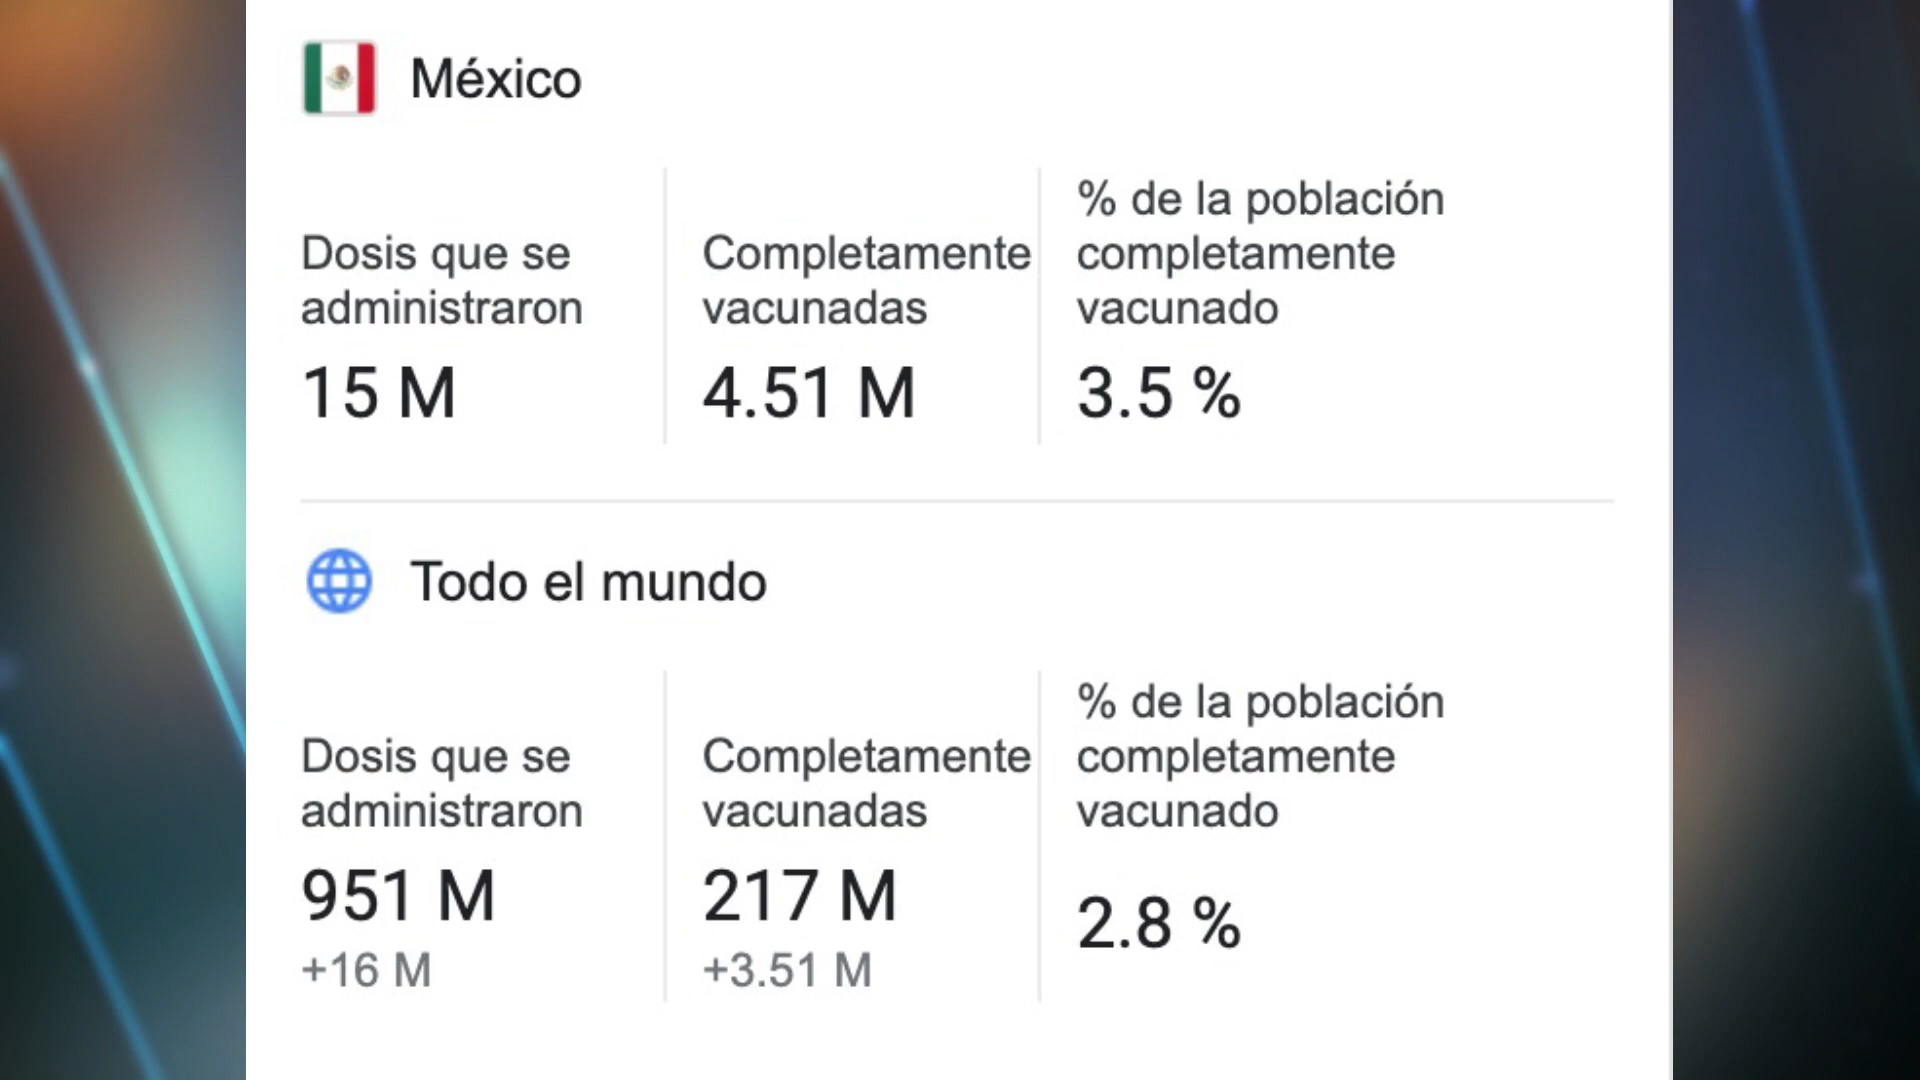 México
Dosis que se
administraron
15 M
Completamente
vacunadas
4.51 M
% de la población
completamente
vacunado
3.5 %
Todo el mundo
Dosis que se
administraron
951 M
+16 M
Completamente
vacunadas
217 M
+3.51 M
% de la población
completamente
vacunado
2.8 %